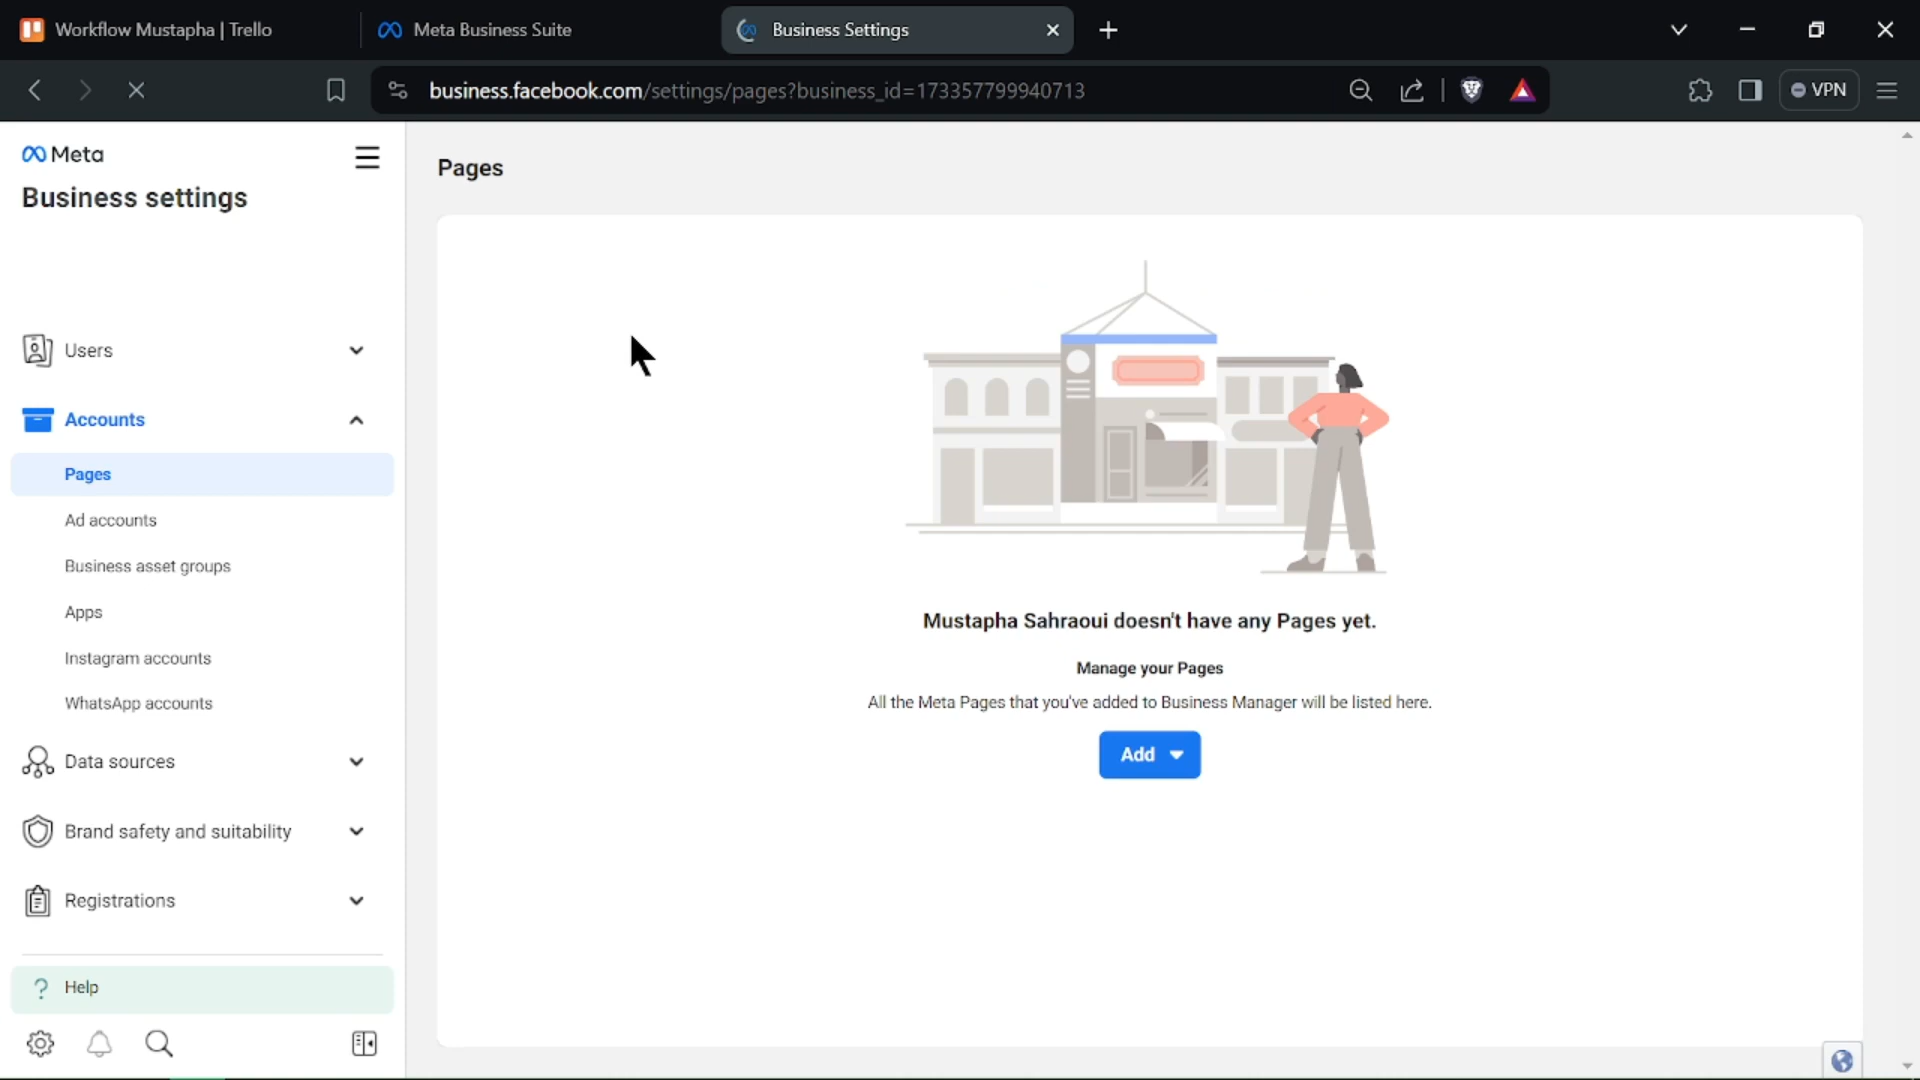 Workflow Mustapha | Trello
Meta Business Suite
Business Settings
business.facebook.com/settings/pages?business_id=173357799940713
VPN
Meta
Business settings
Users
Accounts
Pages
Ad accounts
Business asset groups
Apps
Instagram accounts
WhatsApp accounts
Data sources
Brand safety and suitability
Registrations
Help
Pages
Mustapha Sahraoui doesn't have any Pages yet.
Manage your Pages
All the Meta Pages that you've added to Business Manager will be listed here.
Add